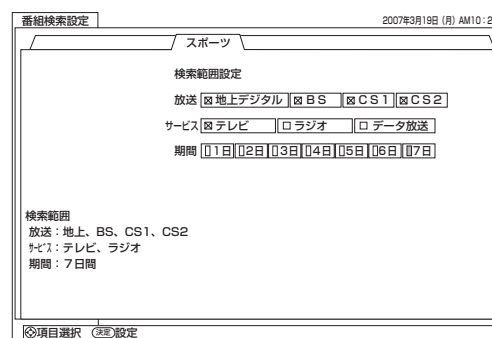 番組検索設定 2007年3月19日 (月) AM10:2
スポーツ
検索範囲設定
放送 地上デジタル BS CS1 CS2
サービス テレビ ラジオ データ放送
期間 1日 2日 3日 4日 5日 6日 7日
検索範囲
放送:地上、BS、CS1、CS2
サービス:テレビ、ラジオ
期間:7日間
項目選択 決定 設定